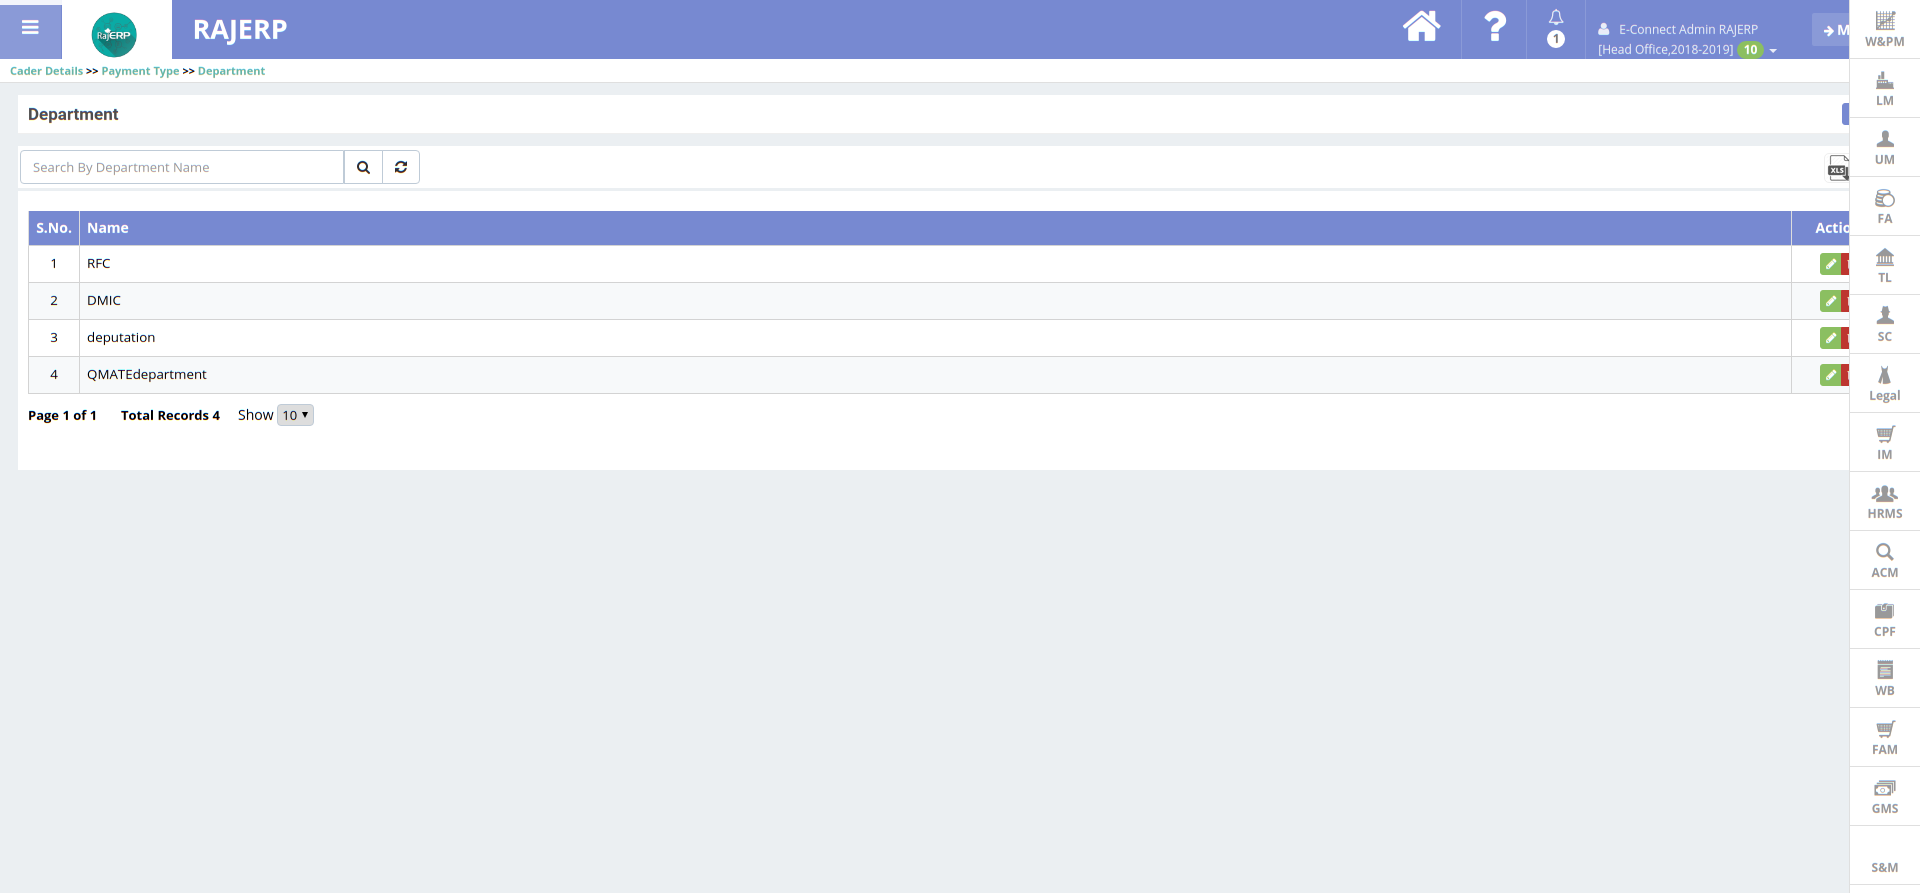 RajERP
RAJERP
1
E-Connect Admin RAJERP
[Head Office,2018-2019] 10
M
Cader Details >> Payment Type >> Department
Department
Search By Department Name
XLS
S.No. Name
1 RFC
2 DMIC
3 deputation
4 QMATEdepartment
Page 1 of 1 Total Records 4 Show 10
W&PM
LM
UM
FA
TL
SC
Legal
IM
HRMS
ACM
CPF
WB
FAM
GMS
S&M